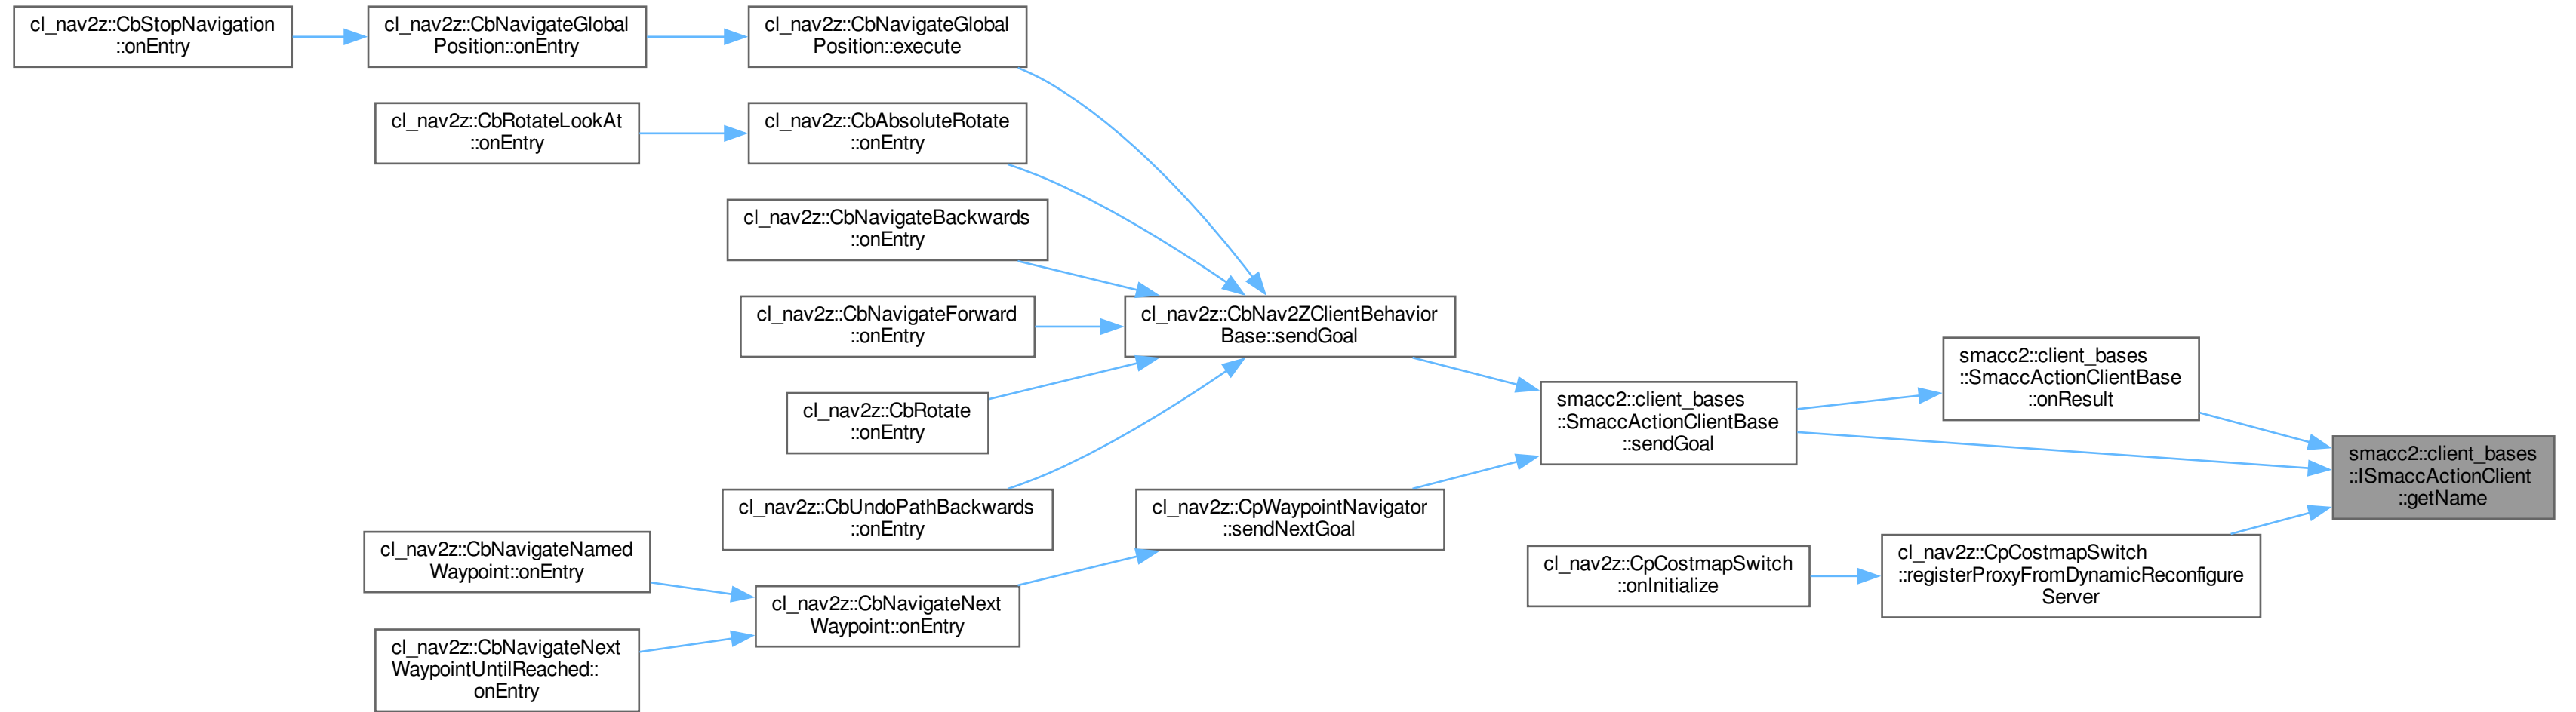 cl_nav2z::CbStopNavigation
::onEntry
cl_nav2z::CbNavigateGlobal
Position::onEntry
cl_nav2z::CbNavigateGlobal
Position::execute
cl_nav2z::CbRotateLookAt
::onEntry
cl_nav2z::CbAbsoluteRotate
::onEntry
cl_nav2z::CbNavigateBackwards
::onEntry
cl_nav2z::CbNavigateForward
::onEntry
cl_nav2z::CbNav2ZClientBehavior
Base::sendGoal
cl_nav2z::CbRotate
::onEntry
smacc2::client_bases
::SmaccActionClientBase
::onResult
smacc2::client_bases
::SmaccActionClientBase
::sendGoal
smacc2::client_bases
::ISmaccActionClient
::getName
cl_nav2z::CbUndoPathBackwards
::onEntry
cl_nav2z::CpWaypointNavigator
::sendNextGoal
cl_nav2z::CbNavigateNamed
Waypoint::onEntry
cl_nav2z::CpCostmapSwitch
::onInitialize
cl_nav2z::CpCostmapSwitch
::registerProxyFromDynamicReconfigure
Server
cl_nav2z::CbNavigateNext
Waypoint::onEntry
cl_nav2z::CbNavigateNext
WaypointUntilReached::
onEntry